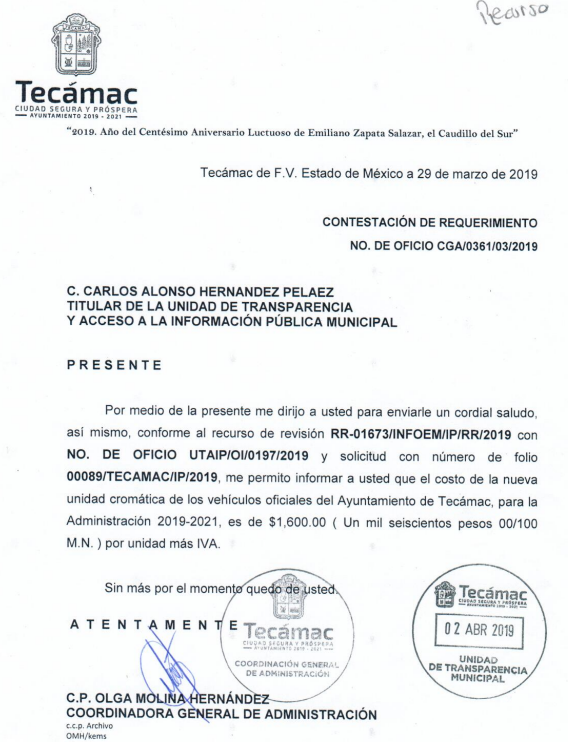 Recurso
Tecámac
CIUDAD SEGURA Y PRÓSPERA
AYUNTAMIENTO 2019 - 2021
“2019. Año del Centésimo Aniversario Luctuoso de Emiliano Zapata Salazar, el Caudillo del Sur”
Tecámac de F.V. Estado de México a 29 de marzo de 2019
CONTESTACIÓN DE REQUERIMIENTO
NO. DE OFICIO CGA/0361/03/2019
C. CARLOS ALONSO HERNANDEZ PELAEZ
TITULAR DE LA UNIDAD DE TRANSPARENCIA
Y ACCESO A LA INFORMACIÓN PÚBLICA MUNICIPAL
P R E S E N T E
Por medio de la presente me dirijo a usted para enviarle un cordial saludo,
así mismo, conforme al recurso de revisión RR-01673/INFOEM/IP/RR/2019 con
NO. DE OFICIO UTAIP/OI/0197/2019 y solicitud con número de folio
00089/TECAMAC/IP/2019, me permito informar a usted que el costo de la nueva
unidad cromática de los vehículos oficiales del Ayuntamiento de Tecámac, para la
Administración 2019-2021, es de $1,600.00 ( Un mil seiscientos pesos 00/100
M.N. ) por unidad más IVA.
Sin más por el momento quedo de usted.
A T E N T A M E N T E
Tecámac
CIUDAD SEGURA Y PRÓSPERA
AYUNTAMIENTO 2019 - 2021
COORDINACIÓN GENERAL
DE ADMINISTRACIÓN
Tecámac
CIUDAD SEGURA Y PRÓSPERA
AYUNTAMIENTO 2019 - 2021
02 ABR 2019
UNIDAD
DE TRANSPARENCIA
MUNICIPAL
C.P. OLGA MOLINA HERNÁNDEZ
COORDINADORA GENERAL DE ADMINISTRACIÓN
c.c.p. Archivo
OMH/kems